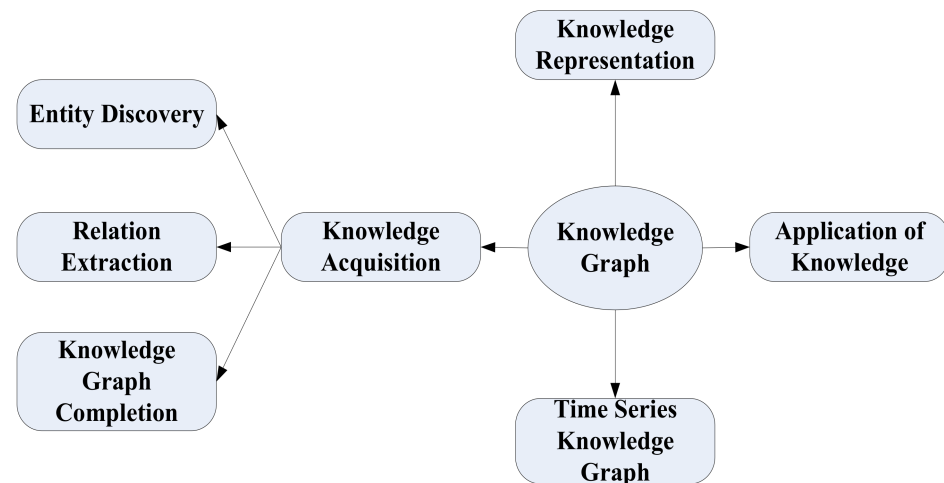 Knowledge
Representation
Entity Discovery
Relation
Extraction
Knowledge
Acquisition
Knowledge
Graph
Application of
Knowledge
Knowledge
Graph
Completion
Time Series
Knowledge
Graph